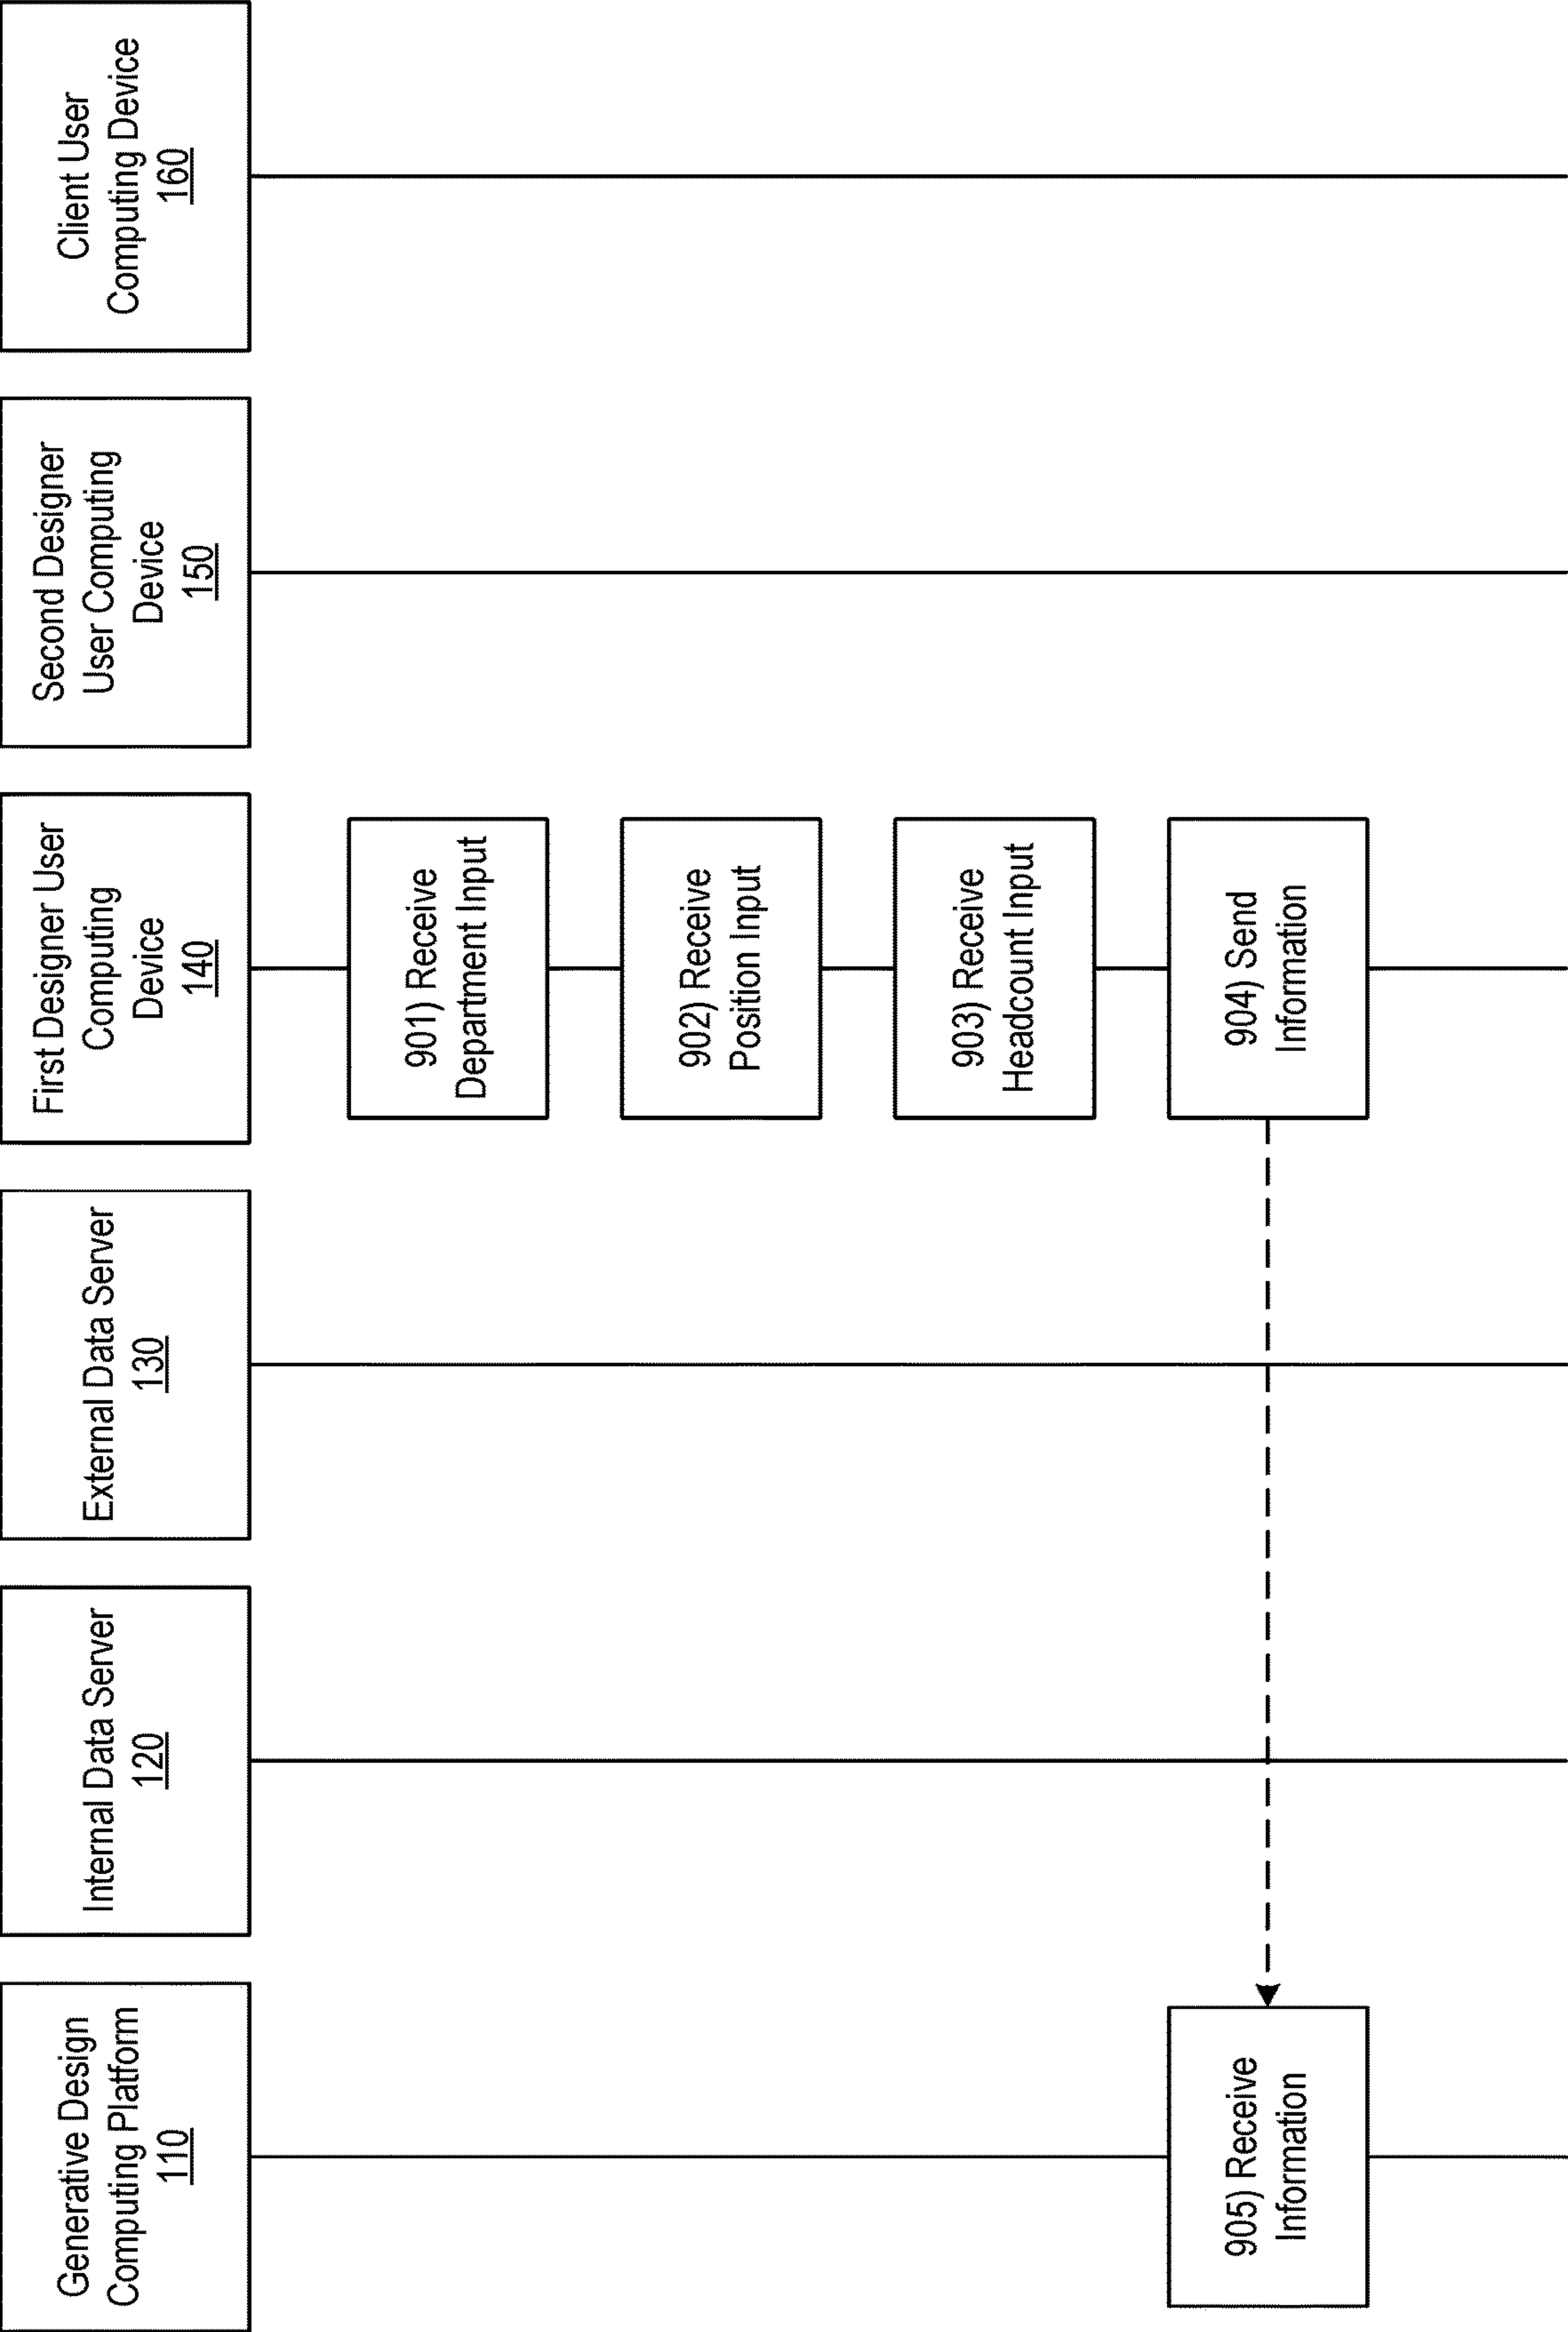 Generative Design
Computing Platform
110
Internal Data Server
120
External Data Server
130
First Designer User
Computing
Device
140
Second Designer
User Computing
Device
150
Client User
Computing Device
160
901) Receive
Department Input
902) Receive
Position Input
903) Receive
Headcount Input
904) Send
Information
905) Receive
Information